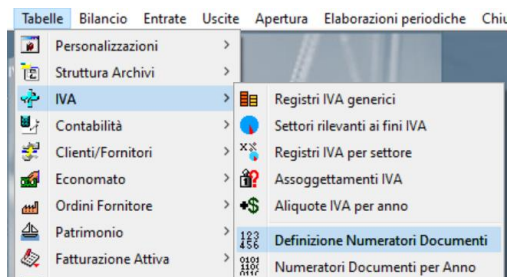 Tabelle Bilancio Entrate Uscite Apertura Elaborazioni periodiche Chiu
Personalizzazioni
Struttura Archivi
IVA
Registri IVA generici
Contabilità
Settori rilevanti ai fini IVA
Clienti/Fornitori
Registri IVA per settore
Economato
Assoggettamenti IVA
Ordini Fornitore
Aliquote IVA per anno
Patrimonio
Definizione Numeratori Documenti
Fatturazione Attiva
Numeratori Documenti per Anno